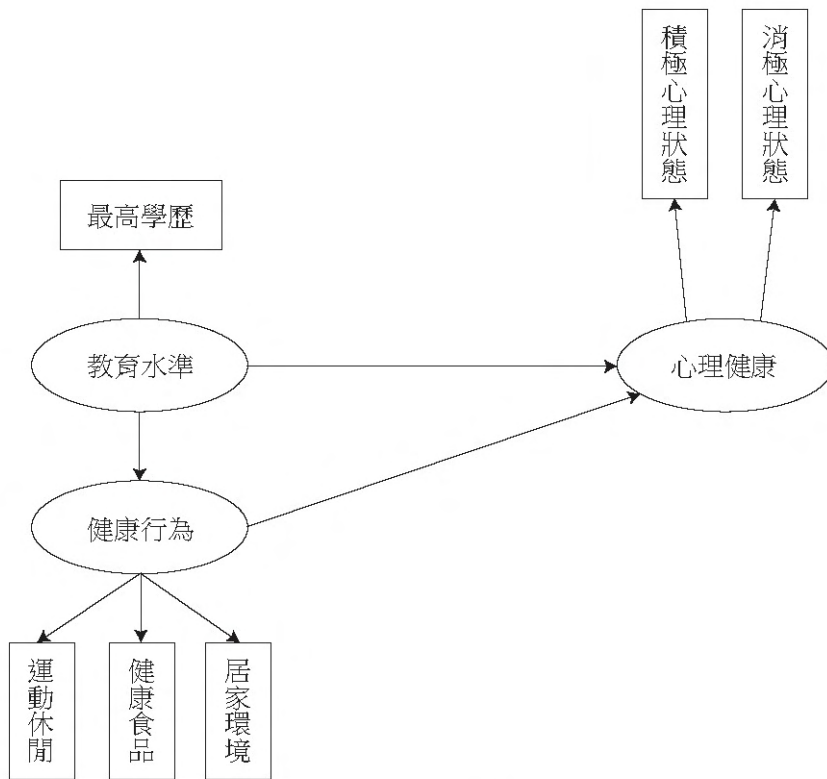 積極心理狀態
消極心理狀態
最高學歷
教育水準
心理健康
健康行為
運動休閒
健康食品
居家環境